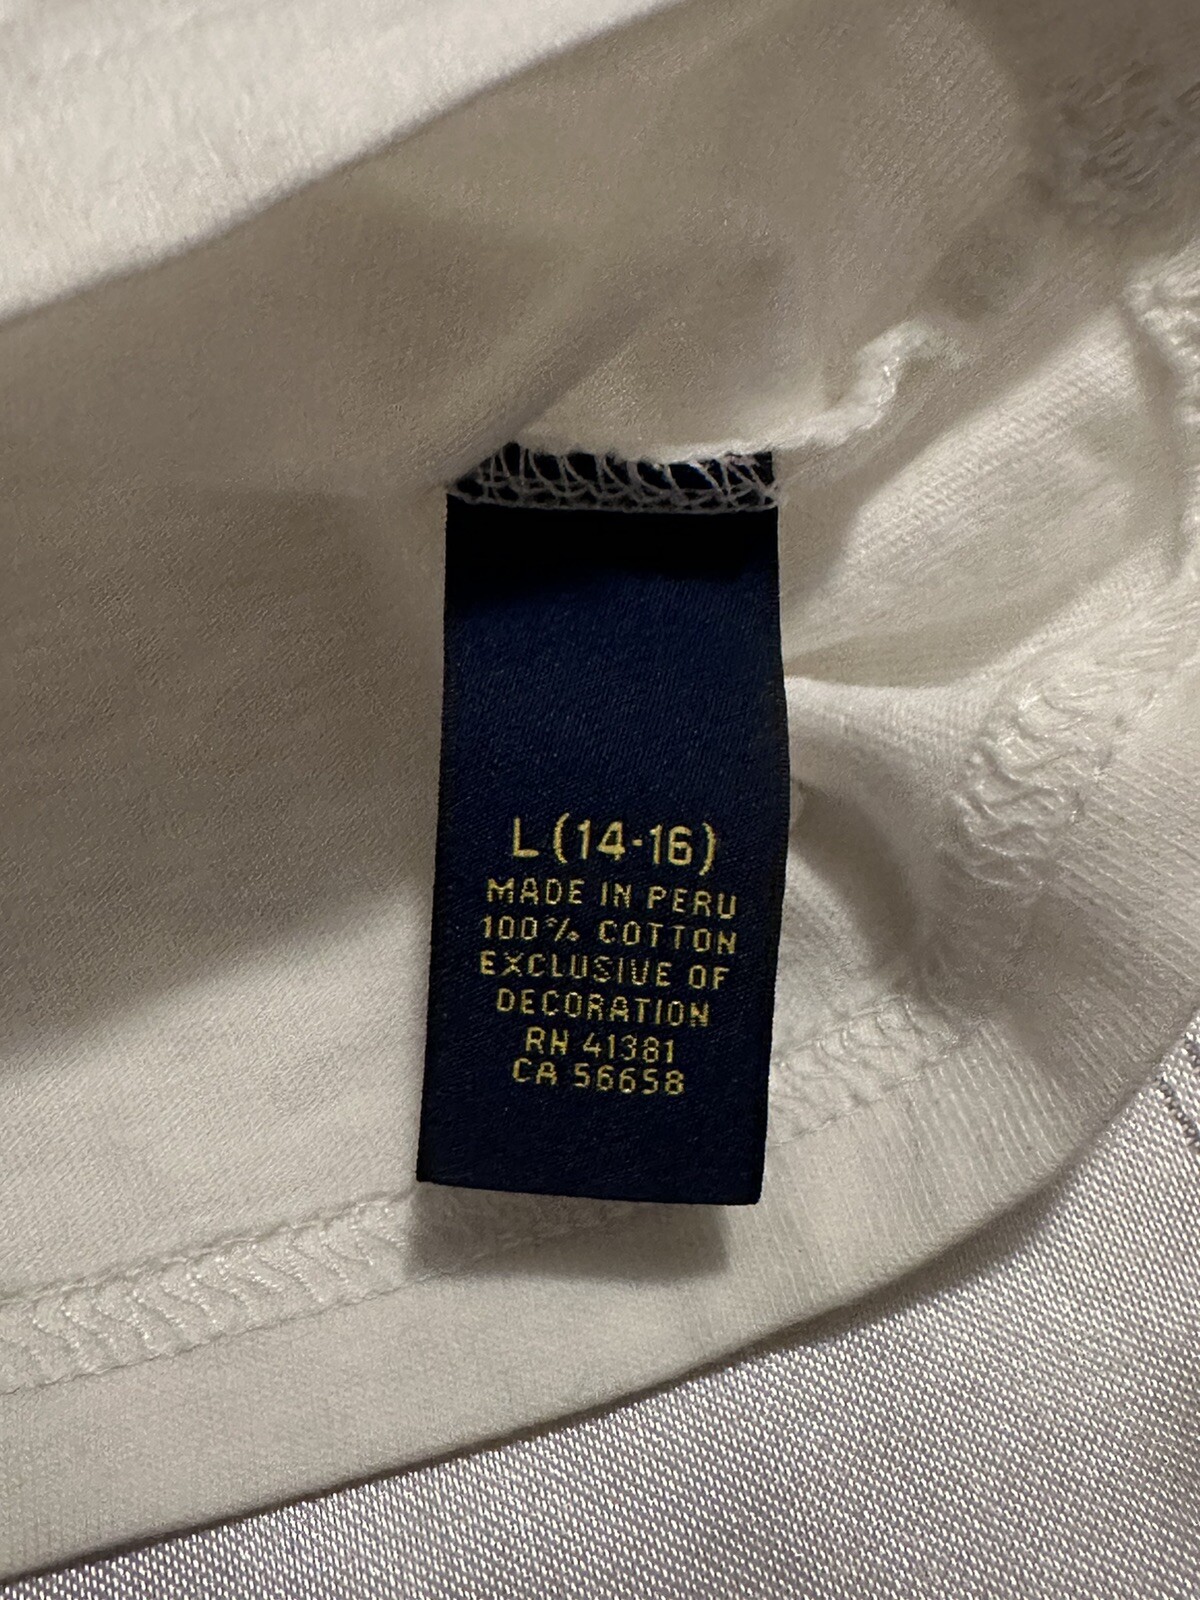 L (14-16)
MADE IN PERU
100% COTTON
EXCLUSIVE OF
DECORATION
RN 41381
CA 56658